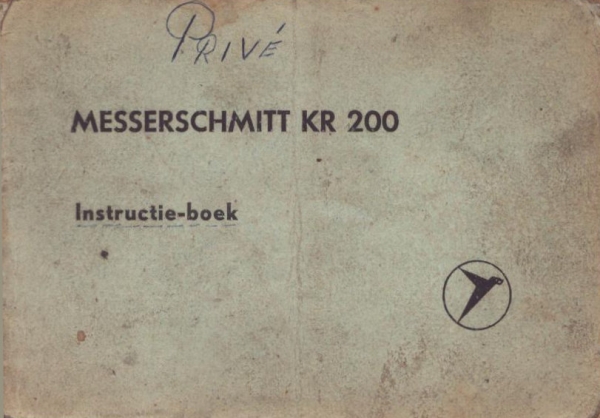 PRIVÉ
MESSERSCHMITT KR 200
Instructie-boek